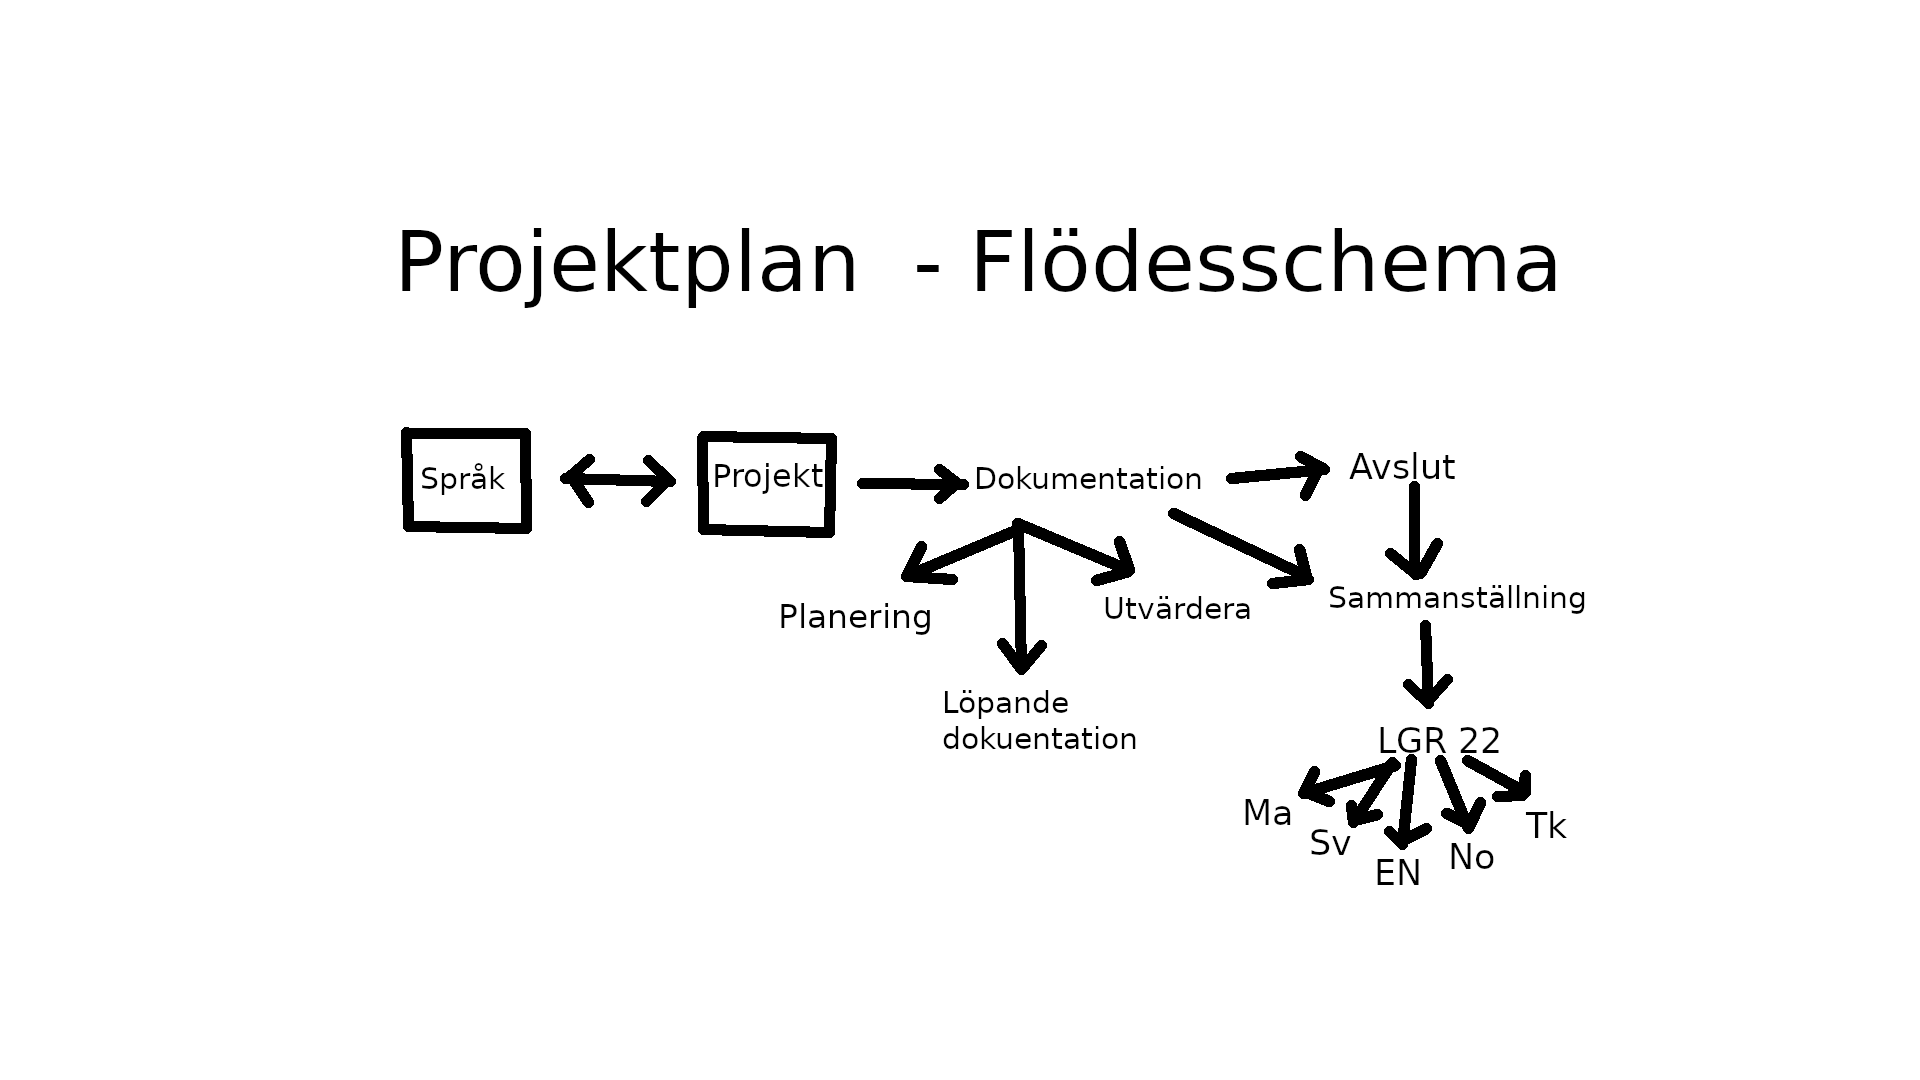 Projektplan - Flödesschema
Språk
Projekt
Dokumentation
Avslut
Planering
Utvärdera
Sammanställning
Löpande
dokuentation
LGR 22
Ma
Sv
EN
No
Tk